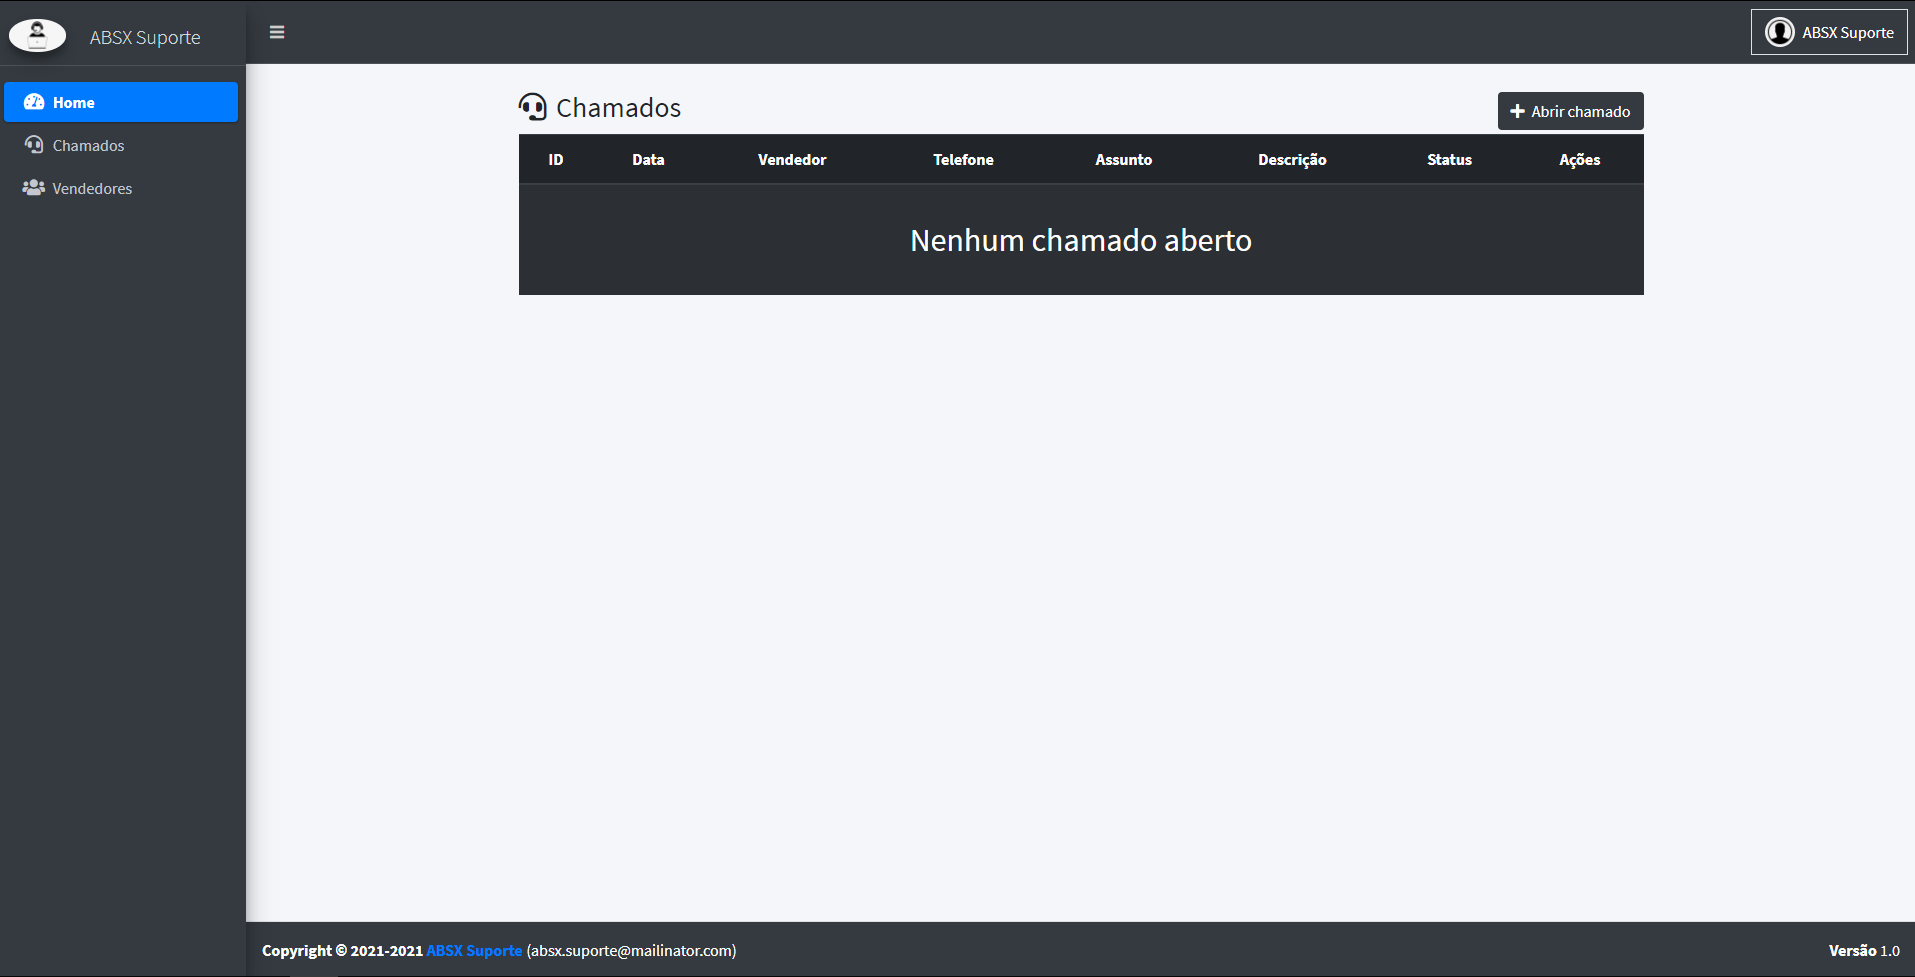 ABSX Suporte
ABSX Suporte
Home
Chamados
Vendedores
Chamados
Abrir chamado
ID Data Vendedor Telefone Assunto Descrição Status Ações
Nenhum chamado aberto
Copyright © 2021-2021 ABSX Suporte (absx.suporte@mailinator.com)
Versão 1.0